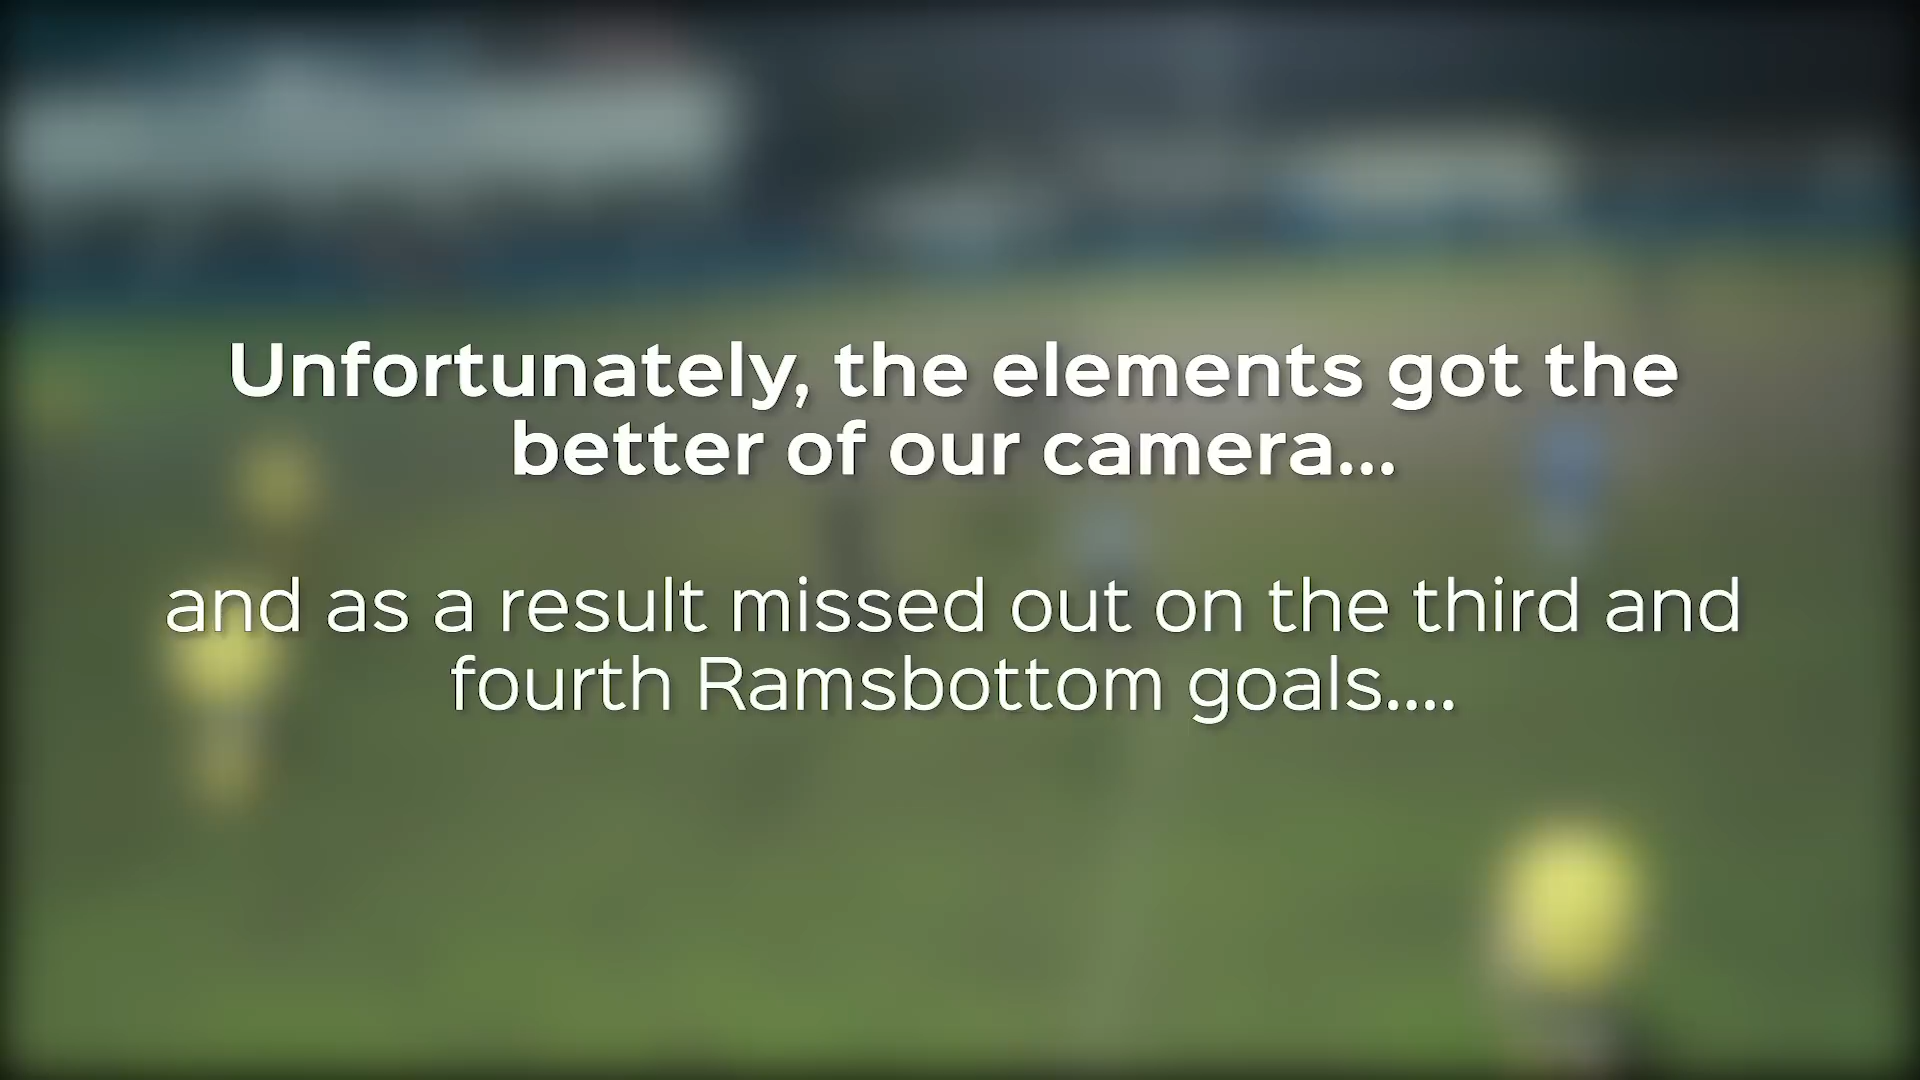 Unfortunately, the elements got the
better of our camera...
and as a result missed out on the third and
fourth Ramsbottom goals....